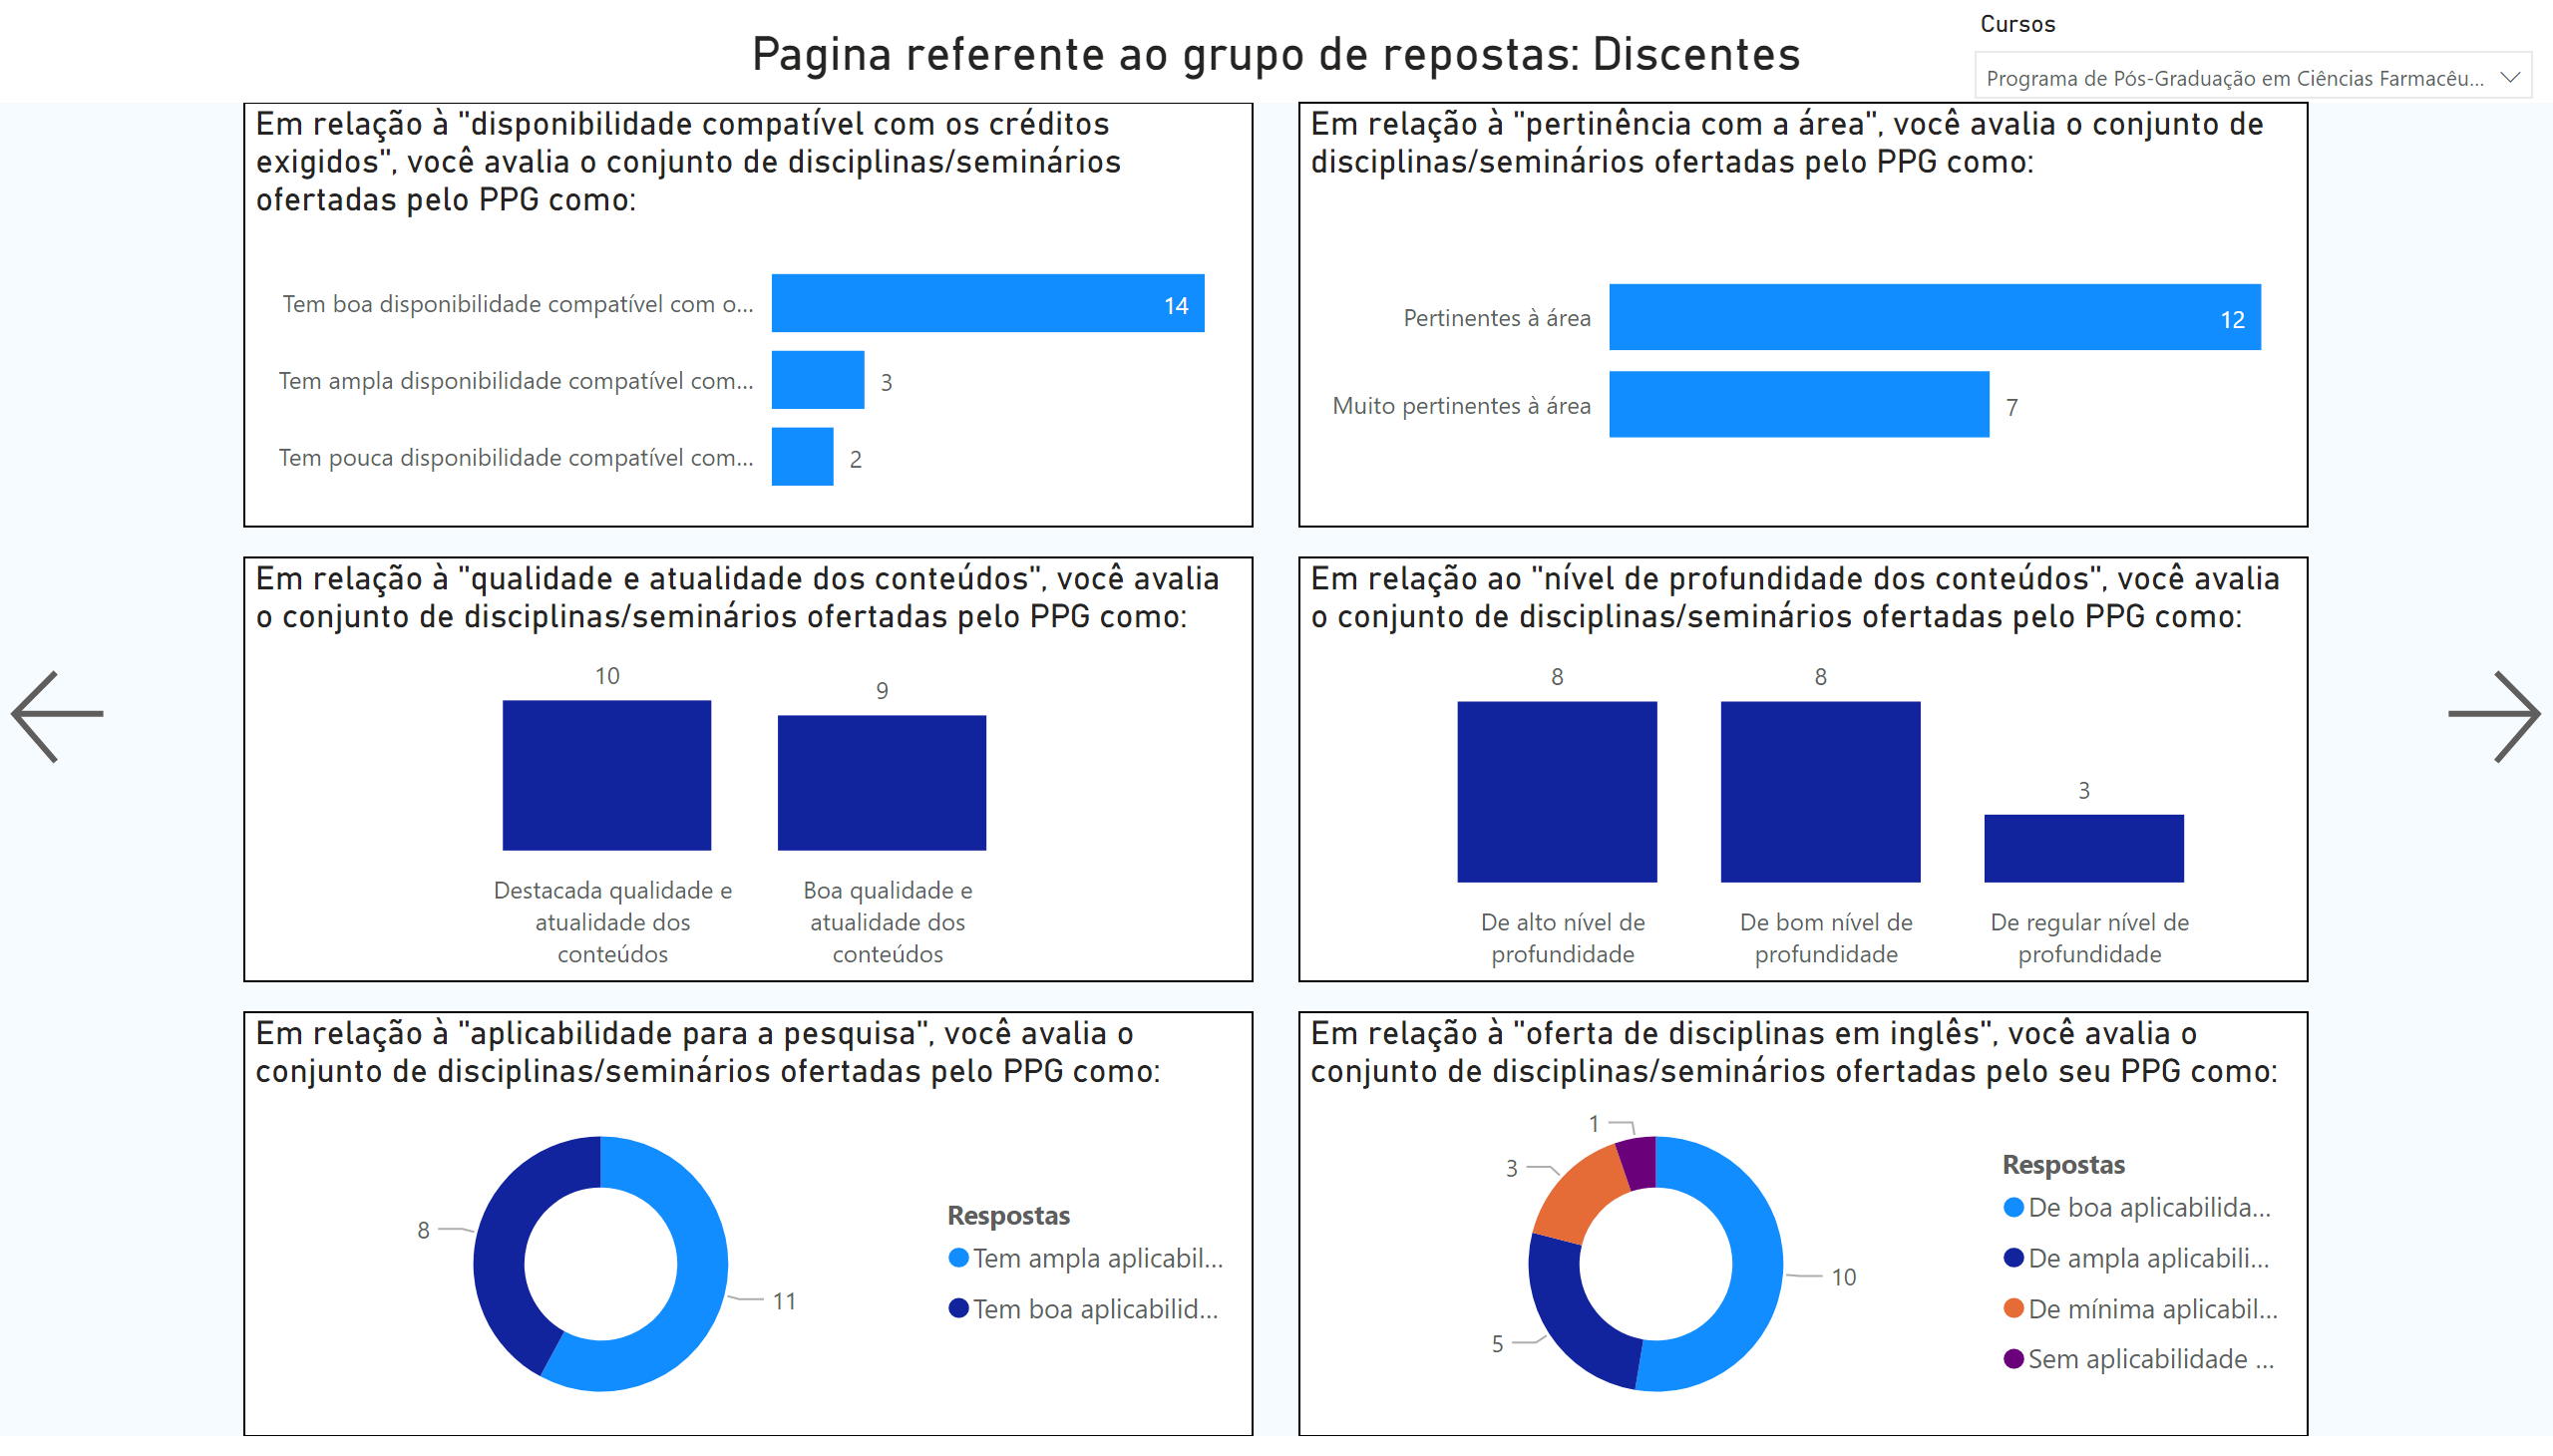 Pagina referente ao grupo de repostas: Discentes
Cursos
Programa de Pós-Graduação em Ciências Farmacêu...
Em relação à "disponibilidade compatível com os créditos
exigidos", você avalia o conjunto de disciplinas/seminários
ofertadas pelo PPG como:
Tem boa disponibilidade compatível com o...
14
Tem ampla disponibilidade compatível com...
3
Tem pouca disponibilidade compatível com...
2
Em relação à "pertinência com a área", você avalia o conjunto de
disciplinas/seminários ofertadas pelo PPG como:
Pertinentes à área
12
Muito pertinentes à área
7
Em relação à "qualidade e atualidade dos conteúdos", você avalia
o conjunto de disciplinas/seminários ofertadas pelo PPG como:
10
9
Destacada qualidade e
atualidade dos
conteúdos
Boa qualidade e
atualidade dos
conteúdos
Em relação ao "nível de profundidade dos conteúdos", você avalia
o conjunto de disciplinas/seminários ofertadas pelo PPG como:
8
8
3
De alto nível de
profundidade
De bom nível de
profundidade
De regular nível de
profundidade
Em relação à "aplicabilidade para a pesquisa", você avalia o
conjunto de disciplinas/seminários ofertadas pelo PPG como:
8
11
Respostas
Tem ampla aplicabil...
Tem boa aplicabilid...
Em relação à "oferta de disciplinas em inglês", você avalia o
conjunto de disciplinas/seminários ofertadas pelo seu PPG como:
1
3
5
10
Respostas
De boa aplicabilida...
De ampla aplicabili...
De mínima aplicabil...
Sem aplicabilidade ...